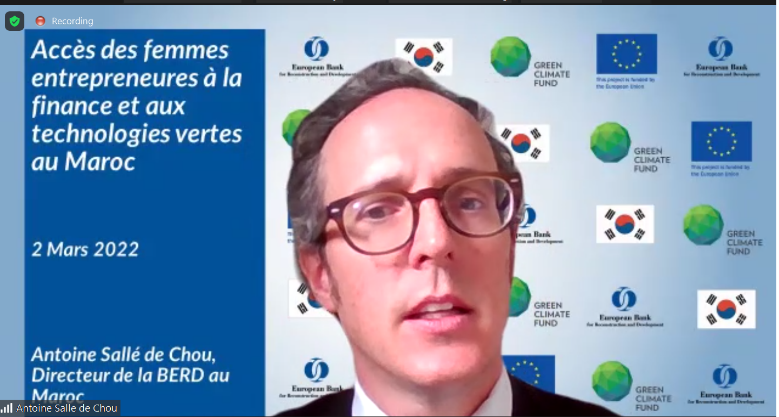 Recording
Accès des femmes
entrepreneures à la
finance et aux
technologies vertes
au Maroc
2 Mars 2022
Antoine Sallé de Chou,
Directeur de la BERD au
Maroc
Antoine Salle de Chou
European Bank
for Reconstruction and Development
GREEN
CLIMATE
FUND
This project is funded by
the European Union
European Bank
for Reconstruction and Development
GREEN
CLIMATE
FUND
This project is funded by
the European Union
European Bank
and Development
GREEN
CLIMATE
FUND
GREEN
CLIMATE
FUND
European Bank
for Reconstruction and Development
European Bank
for Reconstruction
GREEN
CLIMATE
FUND
European Bank
for Reconstruction and Development